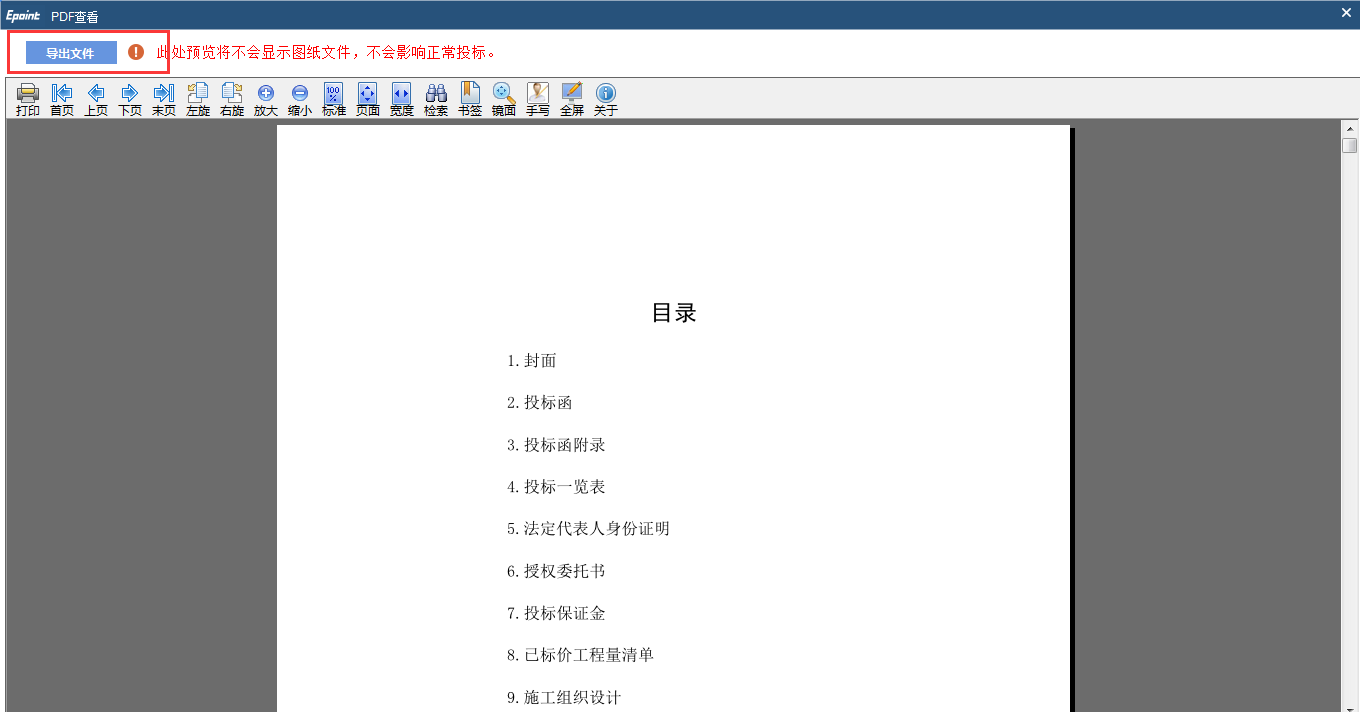 Epoint PDF查看
导出文件 ! 此处预览将不会显示图纸文件，不会影响正常投标。
100 %
打印 首页 上页 下页 末页 左旋 右旋 放大 缩小 标准 页面 宽度 检索 书签 镜面 手写 全屏 关于
目录
1.封面
2.投标函
3.投标函附录
4.投标一览表
5.法定代表人身份证明
6.授权委托书
7.投标保证金
8.已标价工程量清单
9.施工组织设计